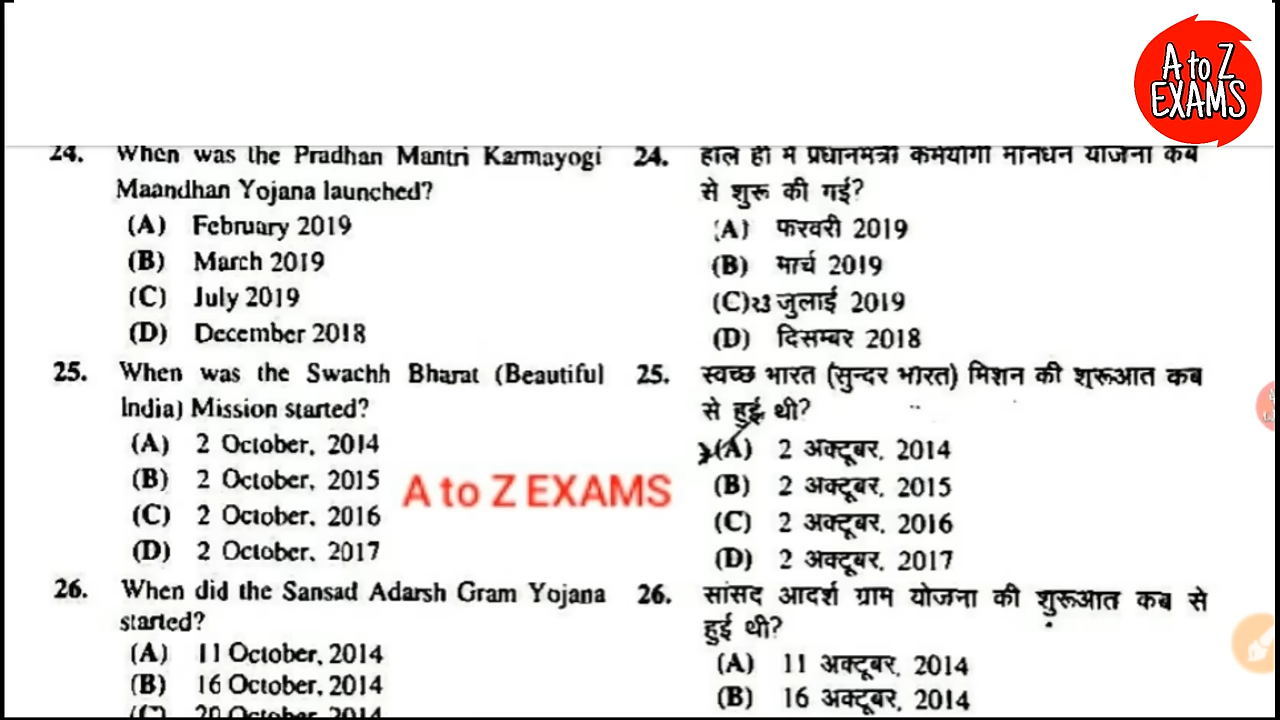 A to Z
EXAMS
24. When was the Pradhan Mantri Karmayogi
Maandhan Yojana launched?
(A) February 2019
(B) March 2019
(C) July 2019
(D) December 2018
25. When was the Swachh Bharat (Beautiful
India) Mission started?
(A) 2 October, 2014
(B) 2 October, 2015
(C) 2 October, 2016
(D) 2 October, 2017
26. When did the Sansad Adarsh Gram Yojana
started?
(A) 11 October, 2014
(B) 16 October, 2014
(C) 20 October 2014
A to Z EXAMS
24. हाल ही में प्रधानमंत्री कर्मयोगी मानधन योजना कब
से शुरू की गई?
(A) फरवरी 2019
(B) मार्च 2019
(C) २३ जुलाई 2019
(D) दिसम्बर 2018
25. स्वच्छ भारत (सुन्दर भारत) मिशन की शुरूआत कब
से हुई थी?
(A) 2 अक्टूबर, 2014
(B) 2 अक्टूबर, 2015
(C) 2 अक्टूबर, 2016
(D) 2 अक्टूबर, 2017
26. सांसद आदर्श ग्राम योजना की शुरूआत कब से
हुई थी?
(A) 11 अक्टूबर, 2014
(B) 16 अक्टूबर, 2014